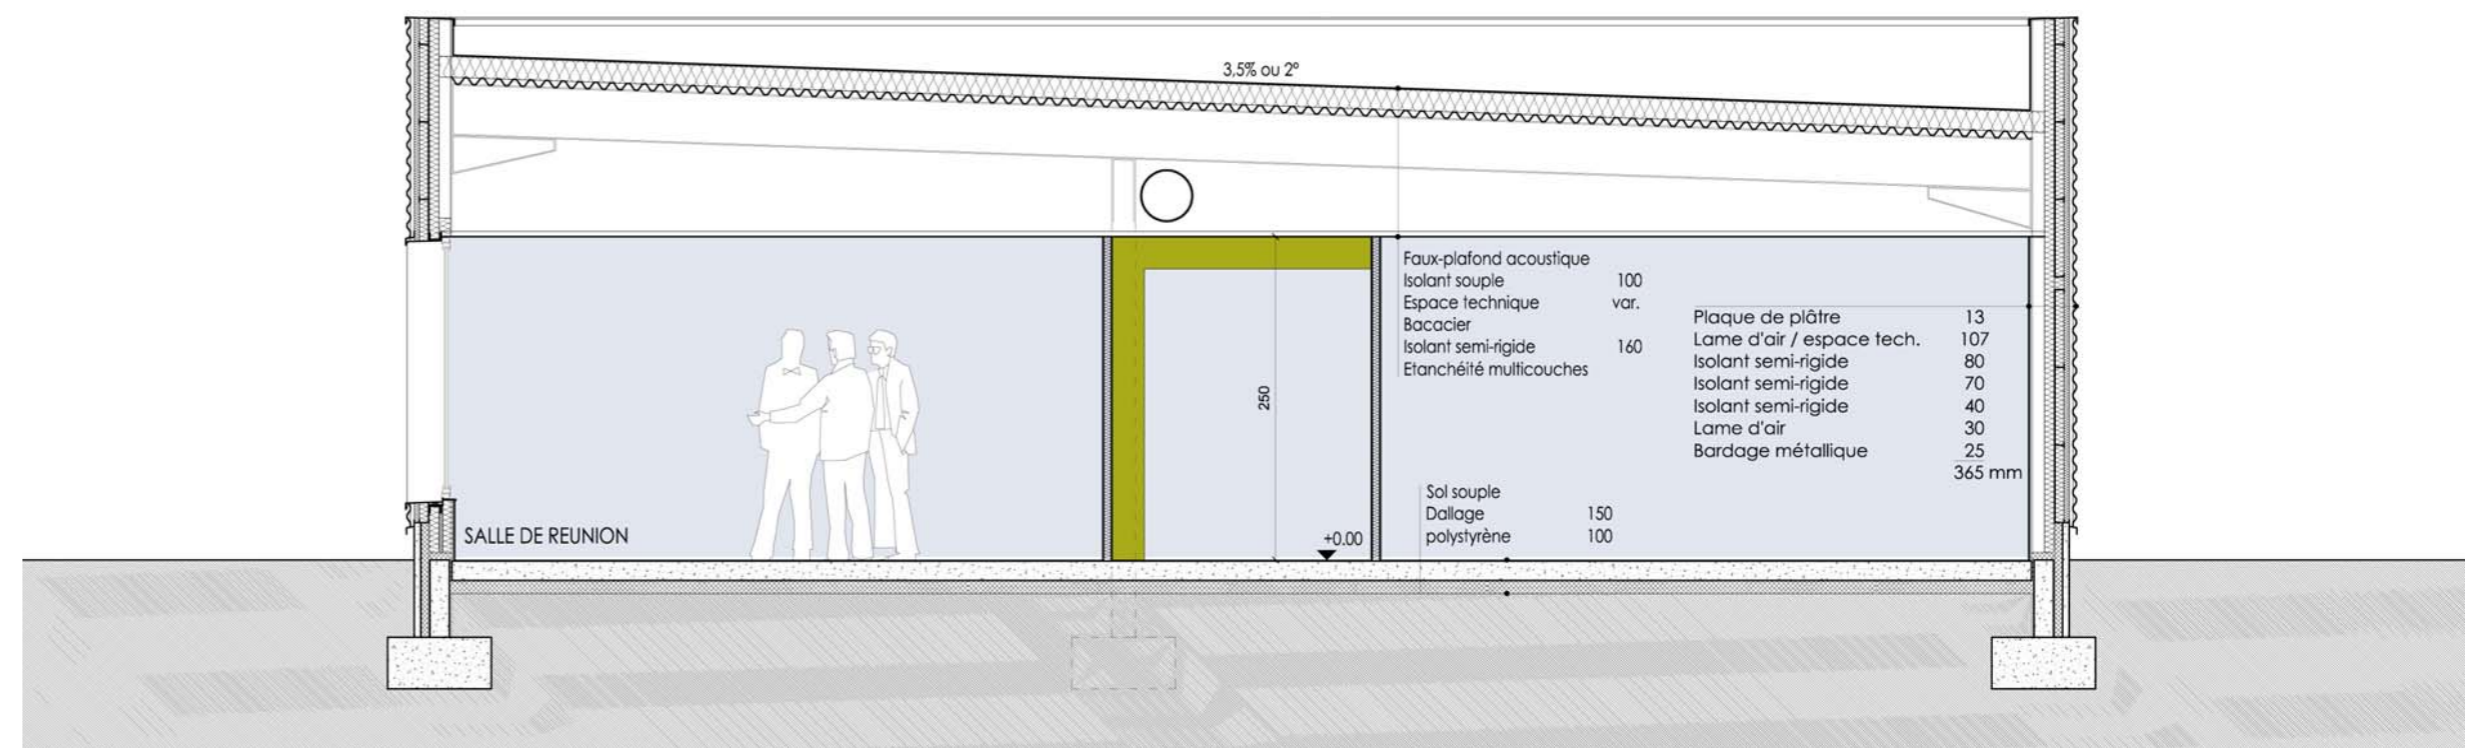 3,5% ou 2°
Faux-plafond acoustique
Isolant souple 100
Espace technique var.
Bacacier
Isolant semi-rigide 160
Etanchéité multicouches
Plaque de plâtre 13
Lame d'air / espace tech. 107
Isolant semi-rigide 80
Isolant semi-rigide 70
Isolant semi-rigide 40
Lame d'air 30
Bardage métallique 25
365 mm
250
Sol souple
Dallage 150
polystyrène 100
SALLE DE REUNION
+0.00